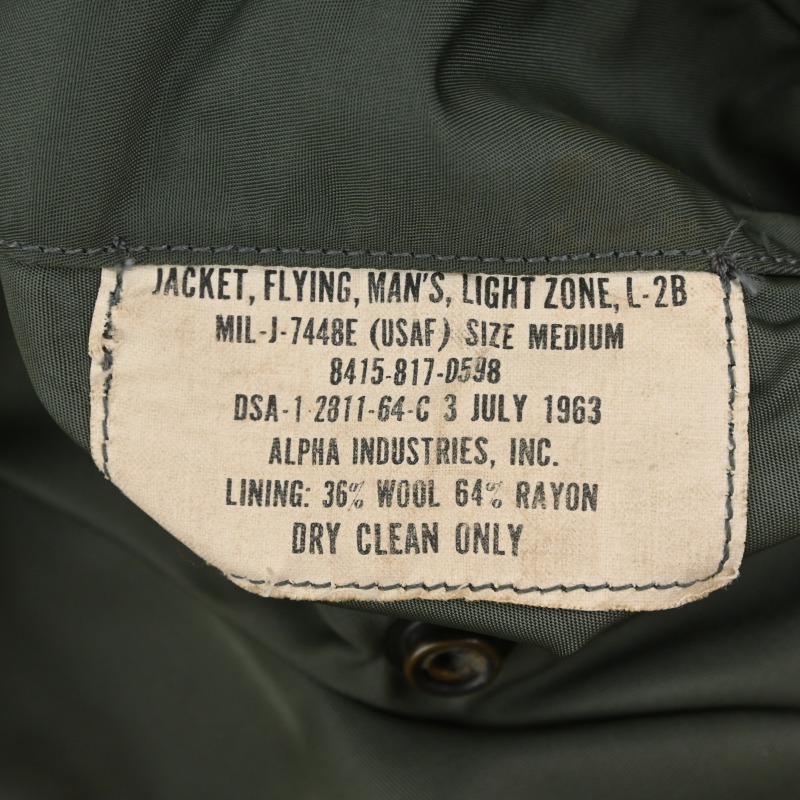 JACKET, FLYING, MAN'S, LIGHT ZONE, L-2B
MIL-J-7448E (USAF) SIZE MEDIUM
8415-817-0598
DSA-1-2811-64-C 3 JULY 1963
ALPHA INDUSTRIES, INC.
LINING: 36% WOOL 64% RAYON
DRY CLEAN ONLY